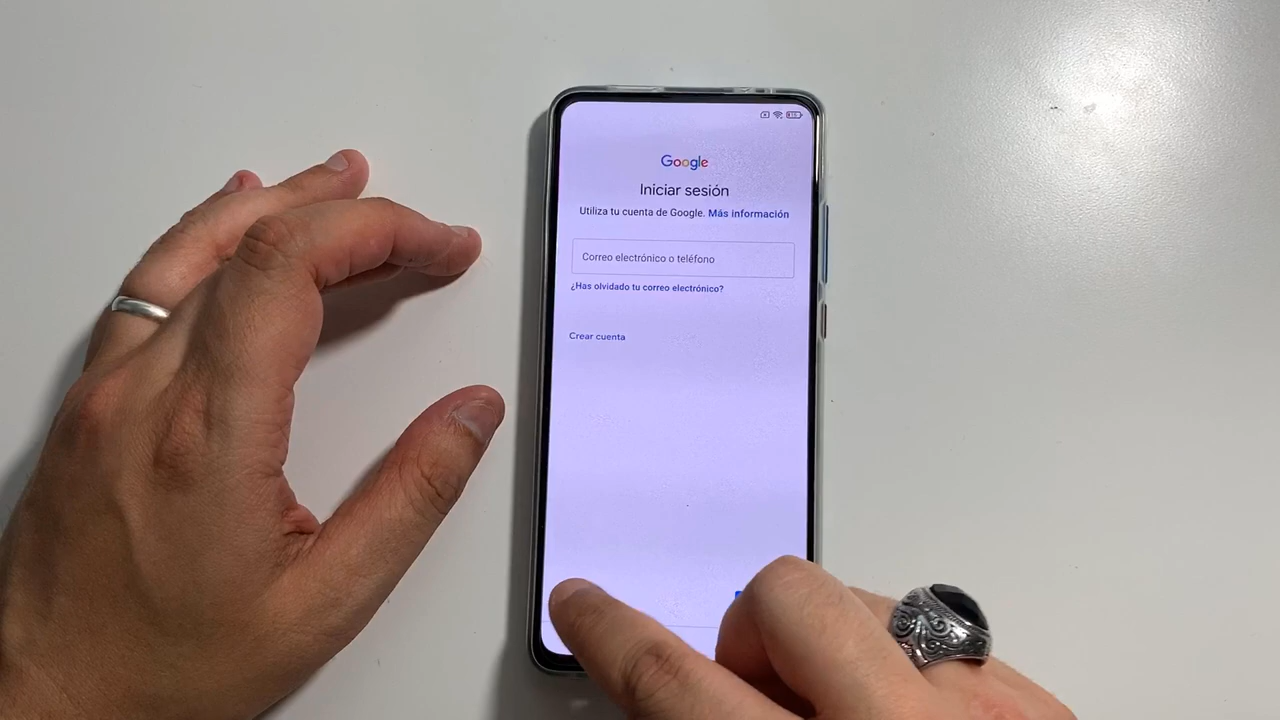 Google
Iniciar sesión
Utiliza tu cuenta de Google. Más información
Correo electrónico o teléfono
¿Has olvidado tu correo electrónico?
Crear cuenta